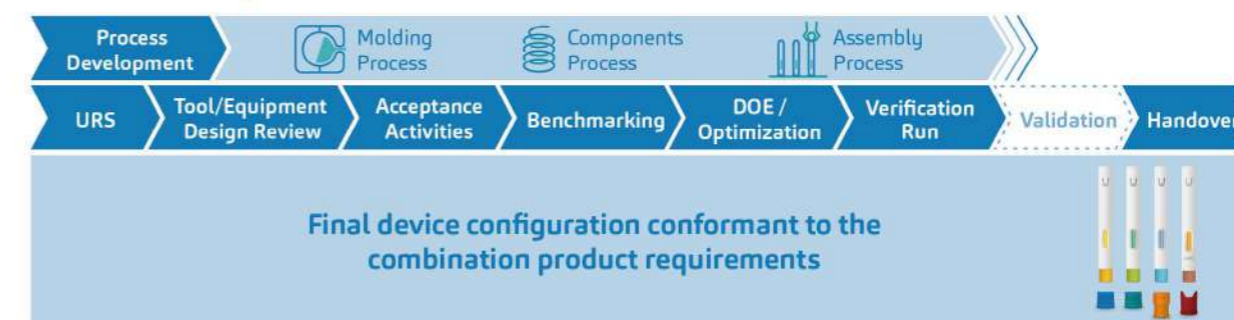 Process
Development
Molding
Process
Components
Process
Assembly
Process
URS
Tool/Equipment
Design Review
Acceptance
Activities
Benchmarking
DOE /
Optimization
Verification
Run
Validation
Handover
Final device configuration conformant to the
combination product requirements